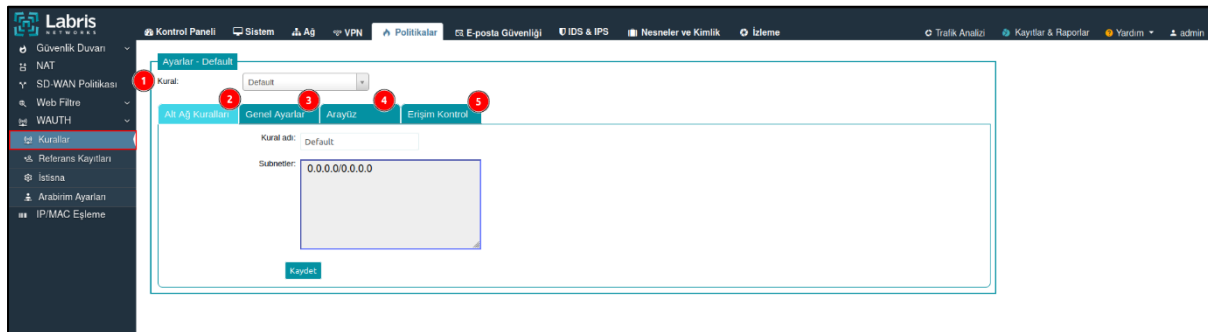 Labris
NETWORKS
Kontrol Paneli Sistem Ağ VPN Politikalar E-posta Güvenliği IDS & IPS Nesneler ve Kimlik İzleme Trafik Analizi Kayıtlar & Raporlar Yardım admin
Güvenlik Duvarı
NAT
SD-WAN Politikası
Web Filtre
WAUTH
Kurallar
Referans Kayıtları
İstisna
Arabirim Ayarları
IP/MAC Eşleme
Ayarlar - Default
1 Kural: Default
2 3 4 5
Alt Ağ Kuralları Genel Ayarlar Arayüz Erişim Kontrol
Kural adı: Default
Subnetler: 0.0.0.0/0.0.0.0
Kaydet